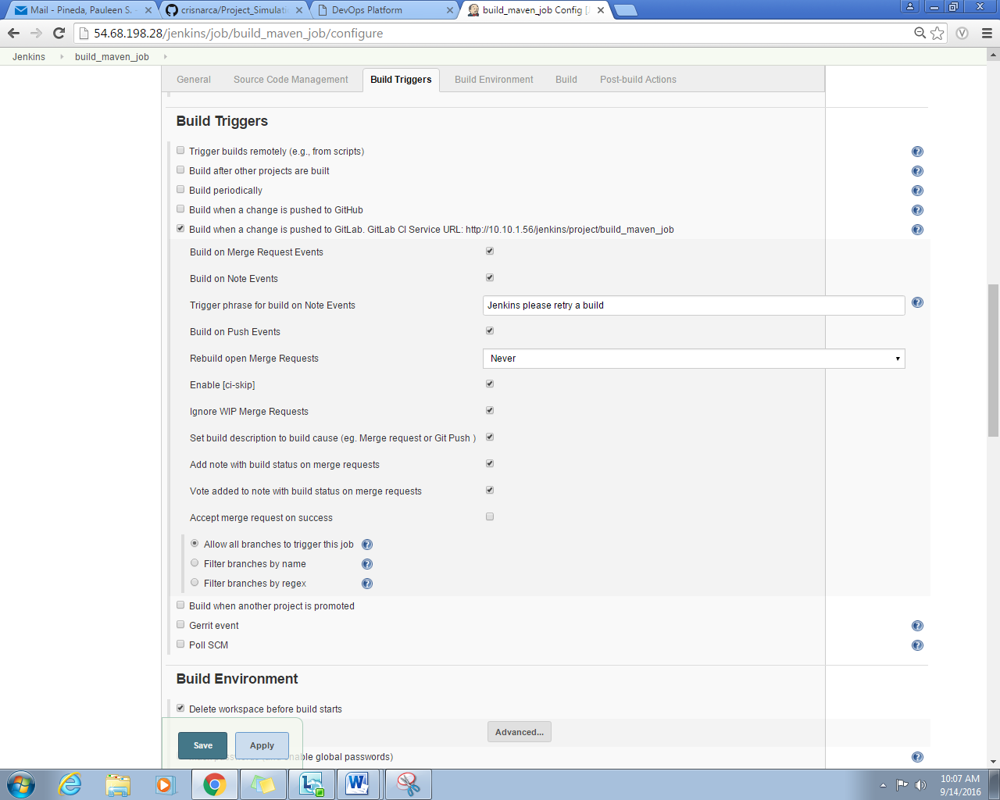 Mail - Pineda, Pauleen S. -
crisnarca/Project_Simulati
DevOps Platform
build_maven_job Config [J
54.68.198.28/jenkins/job/build_maven_job/configure
Jenkins
build_maven_job
General
Source Code Management
Build Triggers
Build Environment
Build
Post-build Actions
Build Triggers
Trigger builds remotely (e.g., from scripts)
Build after other projects are built
Build periodically
Build when a change is pushed to GitHub
Build when a change is pushed to GitLab. GitLab CI Service URL: http://10.10.1.56/jenkins/project/build_maven_job
Build on Merge Request Events
Build on Note Events
Trigger phrase for build on Note Events
Jenkins please retry a build
Build on Push Events
Rebuild open Merge Requests
Never
Enable [ci-skip]
Ignore WIP Merge Requests
Set build description to build cause (eg. Merge request or Git Push )
Add note with build status on merge requests
Vote added to note with build status on merge requests
Accept merge request on success
Allow all branches to trigger this job
Filter branches by name
Filter branches by regex
Build when another project is promoted
Gerrit event
Poll SCM
Build Environment
Delete workspace before build starts
Advanced...
Save
Apply
enable global passwords)
10:07 AM
9/14/2016